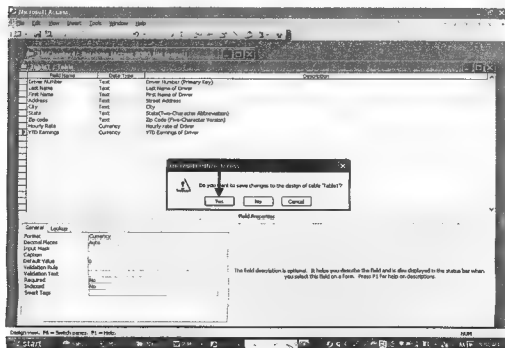 Microsoft Access
File Edit View Insert Tools Window Help
Table1 : Table
Field Name Data Type Description
Driver Number Text Driver Number (Primary Key)
Last Name Text Last Name of Driver
First Name Text First Name of Driver
Address Text Street Address
City Text City
State Text State (Two-Character Abbreviation)
Zip code Text Zip Code (Five-Character Version)
Hourly Rate Currency Hourly rate of Driver
YTD Earnings Currency YTD Earnings of Driver
Do you want to save changes to the design of table 'Table1'?
Yes No Cancel
Field Properties
General Lookup
Format Currency
Decimal Places Auto
Input Mask
Caption
Default Value 0
Validation Rule
Validation Text
Required No
Indexed No
Smart Tags
The field description is optional. It helps you describe the field and is also displayed in the status bar when
you select this field on a form. Press F1 for help on descriptions.
Design view. F6 = Switch panes. F1 = Help. NUM
start